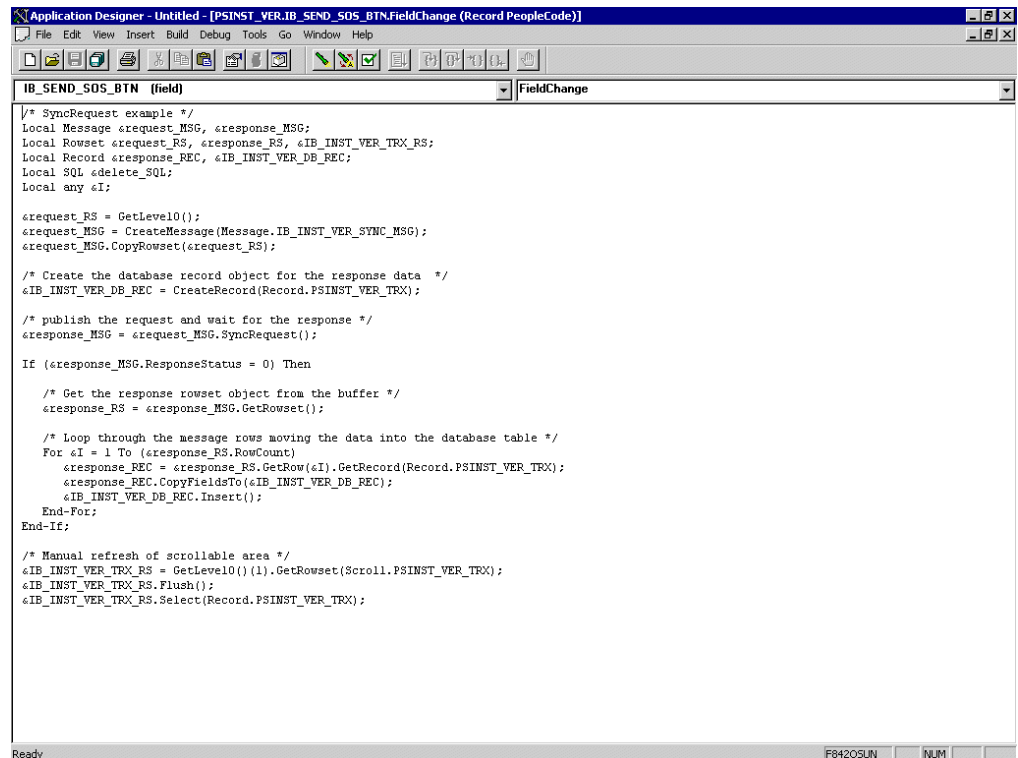 Application Designer - Untitled - [PSINST_VER.IB_SEND_SOS_BTN.FieldChange (Record PeopleCode)]
File Edit View Insert Build Debug Tools Go Window Help
IB_SEND_SOS_BTN (field) FieldChange
/* SyncRequest example */
Local Message &request_MSG, &response_MSG;
Local Rowset &request_RS, &response_RS, &IB_INST_VER_TRX_RS;
Local Record &response_REC, &IB_INST_VER_DB_REC;
Local SQL &delete_SQL;
Local any &I;
&request_RS = GetLevel0();
&request_MSG = CreateMessage(Message.IB_INST_VER_SYNC_MSG);
&request_MSG.CopyRowset(&request_RS);
/* Create the database record object for the response data */
&IB_INST_VER_DB_REC = CreateRecord(Record.PSINST_VER_TRX);
/* publish the request and wait for the response */
&response_MSG = &request_MSG.SyncRequest();
If (&response_MSG.ResponseStatus = 0) Then
/* Get the response rowset object from the buffer */
&response_RS = &response_MSG.GetRowset();
/* Loop through the message rows moving the data into the database table */
For &I = 1 To (&response_RS.RowCount)
&response_REC = &response_RS.GetRow(&I).GetRecord(Record.PSINST_VER_TRX);
&response_REC.CopyFieldsTo(&IB_INST_VER_DB_REC);
&IB_INST_VER_DB_REC.Insert();
End-For;
End-If;
/* Manual refresh of scrollable area */
&IB_INST_VER_TRX_RS = GetLevel0()(1).GetRowset(Scroll.PSINST_VER_TRX);
&IB_INST_VER_TRX_RS.Flush();
&IB_INST_VER_TRX_RS.Select(Record.PSINST_VER_TRX);
Ready F842OSUN NUM